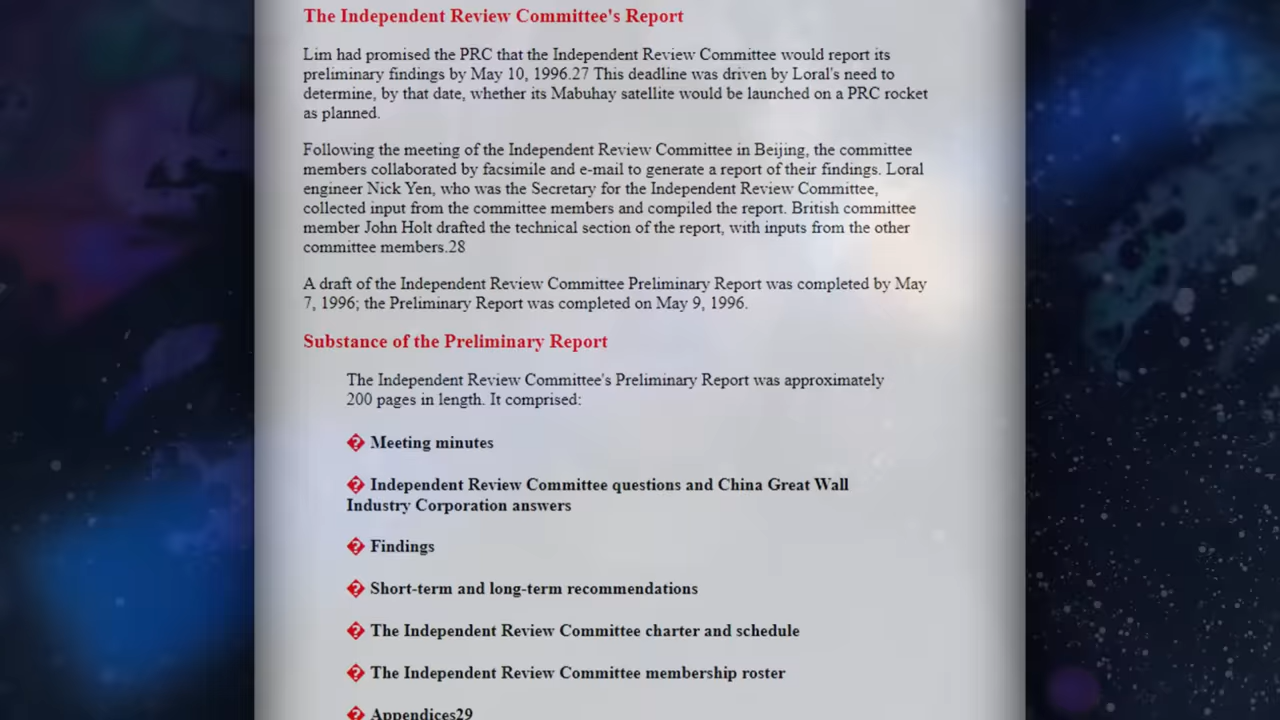 The Independent Review Committee's Report
Lim had promised the PRC that the Independent Review Committee would report its
preliminary findings by May 10, 1996.27 This deadline was driven by Loral's need to
determine, by that date, whether its Mabuhay satellite would be launched on a PRC rocket
as planned.
Following the meeting of the Independent Review Committee in Beijing, the committee
members collaborated by facsimile and e-mail to generate a report of their findings. Loral
engineer Nick Yen, who was the Secretary for the Independent Review Committee,
collected input from the committee members and compiled the report. British committee
member John Holt drafted the technical section of the report, with inputs from the other
committee members.28
A draft of the Independent Review Committee Preliminary Report was completed by May
7, 1996; the Preliminary Report was completed on May 9, 1996.
Substance of the Preliminary Report
The Independent Review Committee's Preliminary Report was approximately
200 pages in length. It comprised:
� Meeting minutes
� Independent Review Committee questions and China Great Wall
Industry Corporation answers
� Findings
� Short-term and long-term recommendations
� The Independent Review Committee charter and schedule
� The Independent Review Committee membership roster
� Appendices29